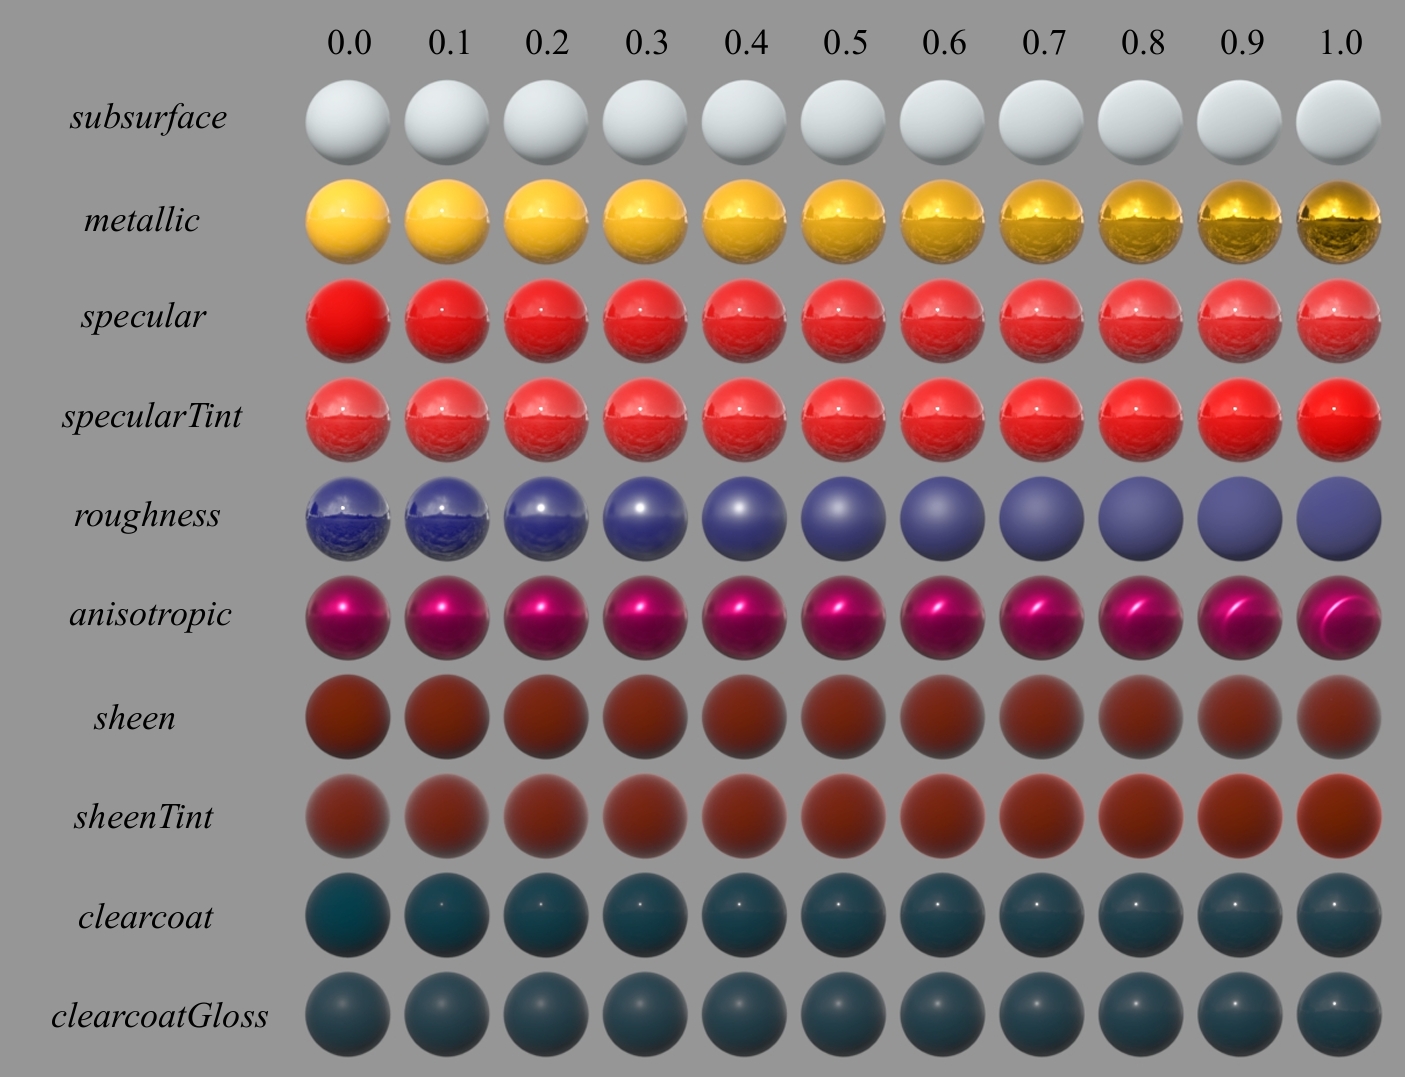 0.0 0.1 0.2 0.3 0.4 0.5 0.6 0.7 0.8 0.9 1.0
subsurface
metallic
specular
specularTint
roughness
anisotropic
sheen
sheenTint
clearcoat
clearcoatGloss